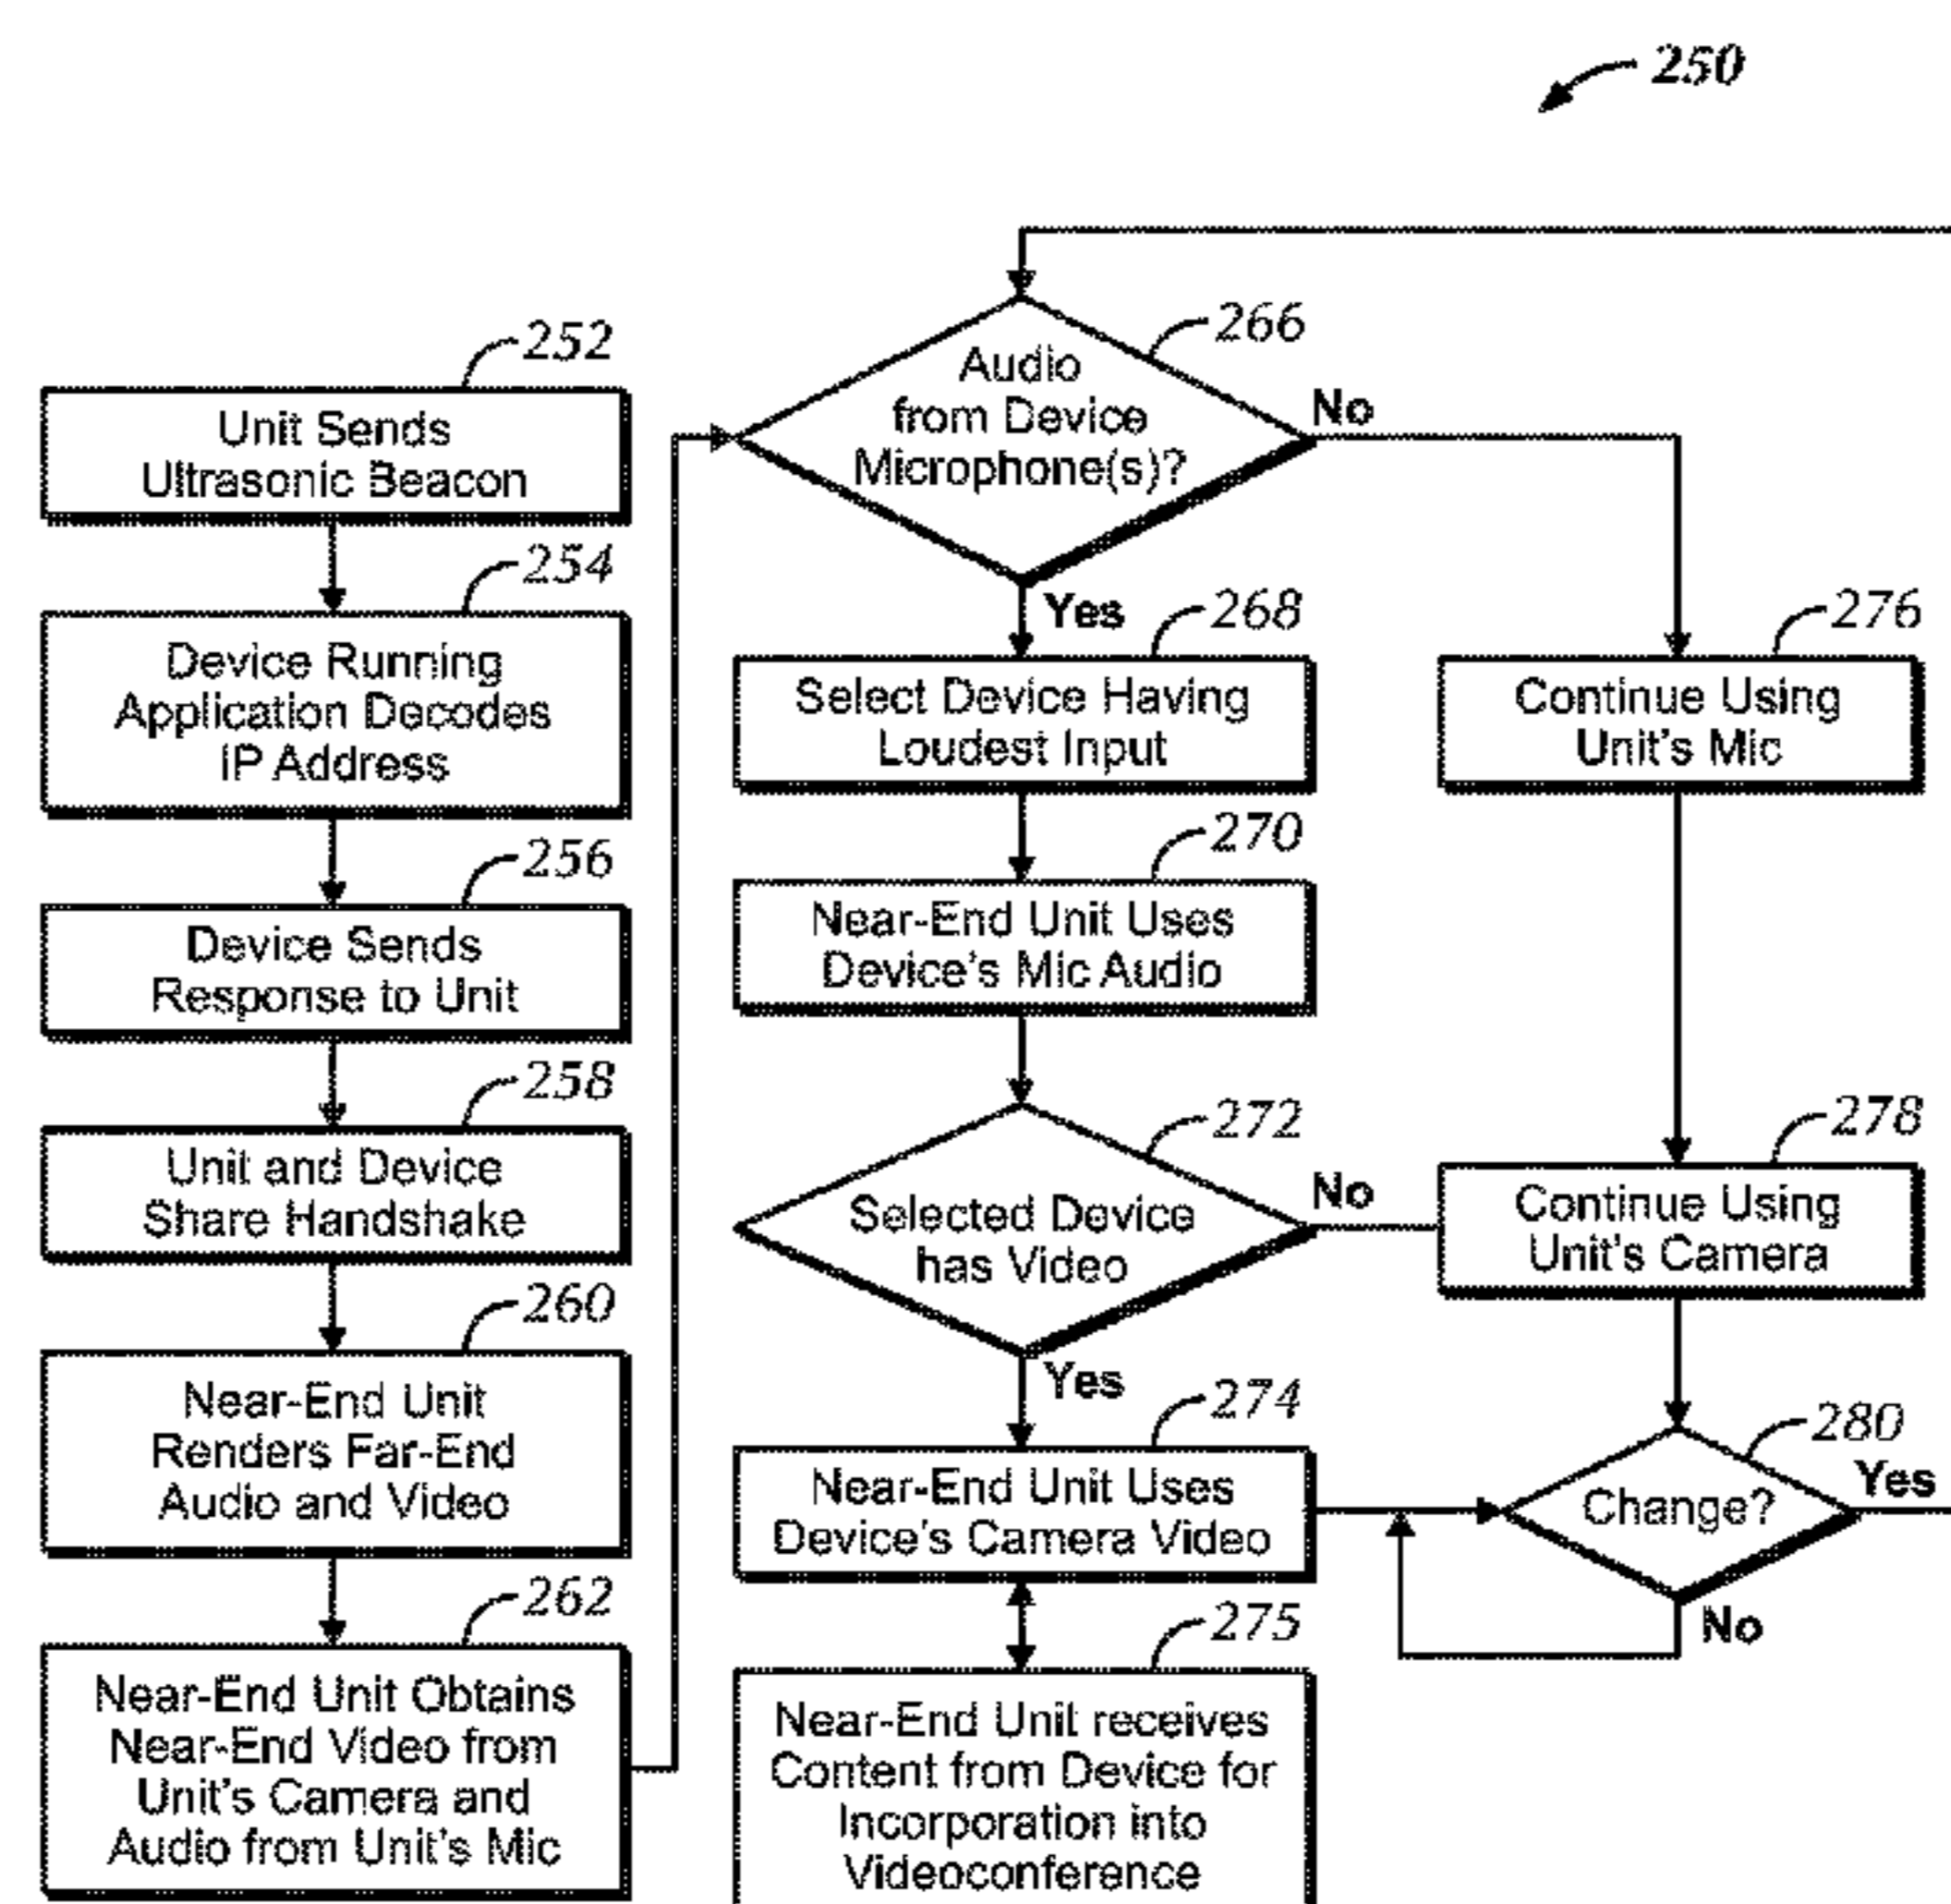 250
252
Unit Sends
Ultrasonic Beacon
254
Device Running
Application Decodes
IP Address
256
Device Sends
Response to Unit
258
Unit and Device
Share Handshake
260
Near-End Unit
Renders Far-End
Audio and Video
262
Near-End Unit Obtains
Near-End Video from
Unit's Camera and
Audio from Unit's Mic
266
Audio
from Device
Microphone(s)?
No
Yes
268
Select Device Having
Loudest Input
270
Near-End Unit Uses
Device's Mic Audio
272
Selected Device
has Video
No
Yes
274
Near-End Unit Uses
Device's Camera Video
275
Near-End Unit receives
Content from Device for
Incorporation into
Videoconference
276
Continue Using
Unit's Mic
278
Continue Using
Unit's Camera
280
Change?
Yes
No